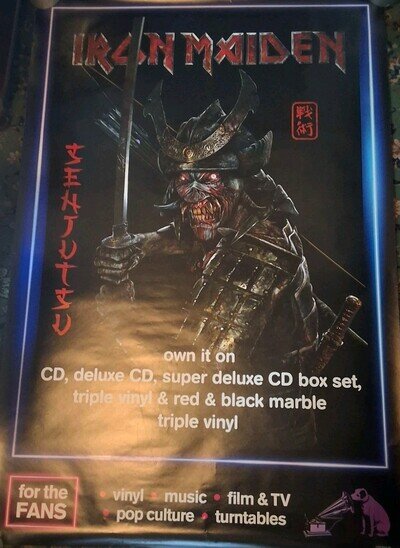 IRON MAIDEN
戦術
SENJUTSU
own it on
CD, deluxe CD, super deluxe CD box set,
triple vinyl & red & black marble
triple vinyl
for the
FANS
• vinyl • music • film & TV
• pop culture • turntables